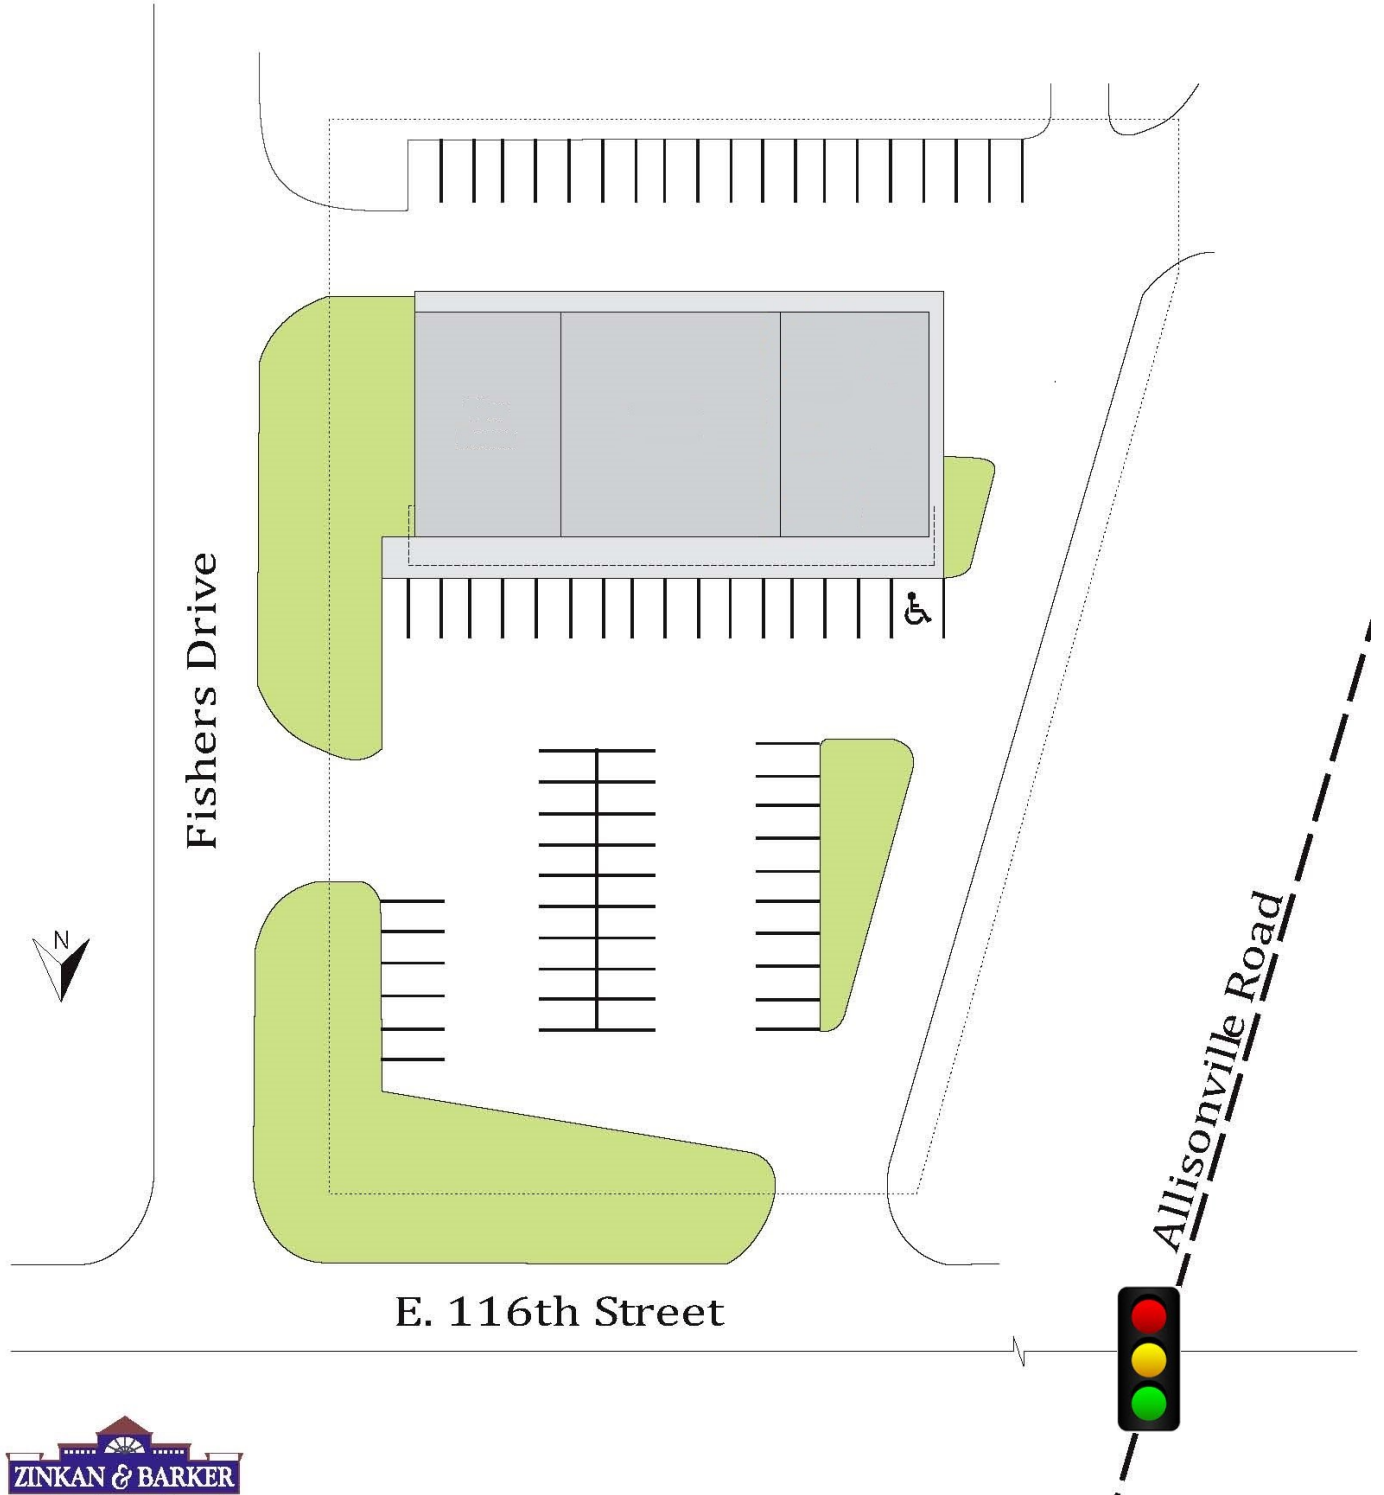 Fishers Drive
N
Allisonville Road
E. 116th Street
ZINKAN & BARKER